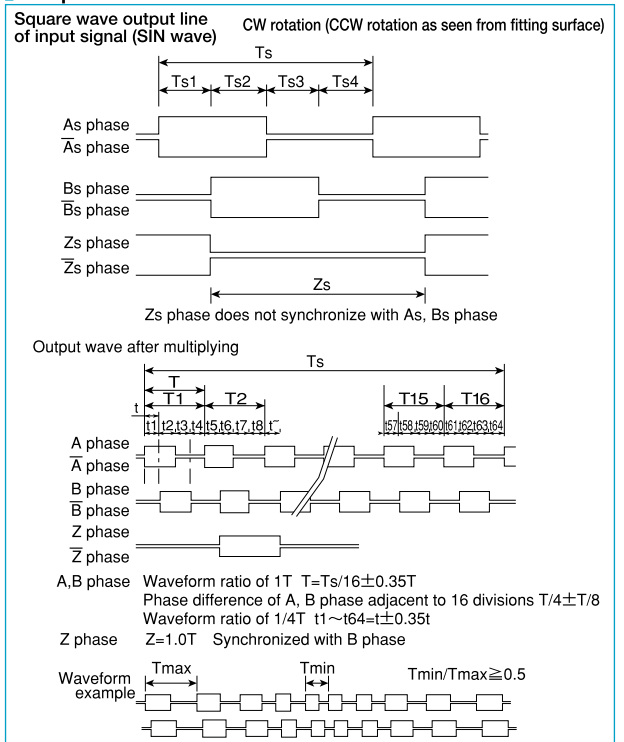 Square wave output line
of input signal (SIN wave)
CW rotation (CCW rotation as seen from fitting surface)
Ts
Ts1 Ts2 Ts3 Ts4
As phase
A̅s phase
Bs phase
B̅s phase
Zs phase
Z̅s phase
Zs
Zs phase does not synchronize with As, Bs phase
Output wave after multiplying
Ts
T
T1 T2 T15 T16
t
t1 t2,t3,t4 t5,t6,t7,t8 t~, t57 t58,t59,t60 t61,t62,t63,t64
A phase
A̅ phase
B phase
B̅ phase
Z phase
Z̅ phase
A,B phase Waveform ratio of 1T T=Ts/16±0.35T
Phase difference of A, B phase adjacent to 16 divisions T/4±T/8
Waveform ratio of 1/4T t1~t64=t±0.35t
Z phase Z=1.0T Synchronized with B phase
Waveform
example
Tmax Tmin Tmin/Tmax≧0.5